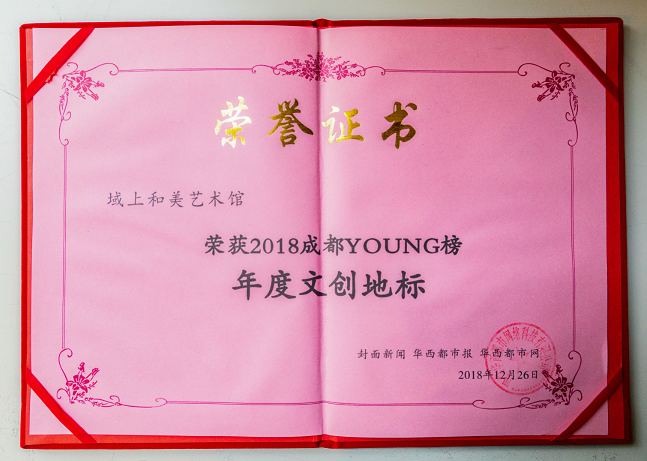 荣誉证书
域上和美艺术馆
荣获2018成都YOUNG榜
年度文创地标
封面新闻 华西都市报 华西都市网
2018年12月26日